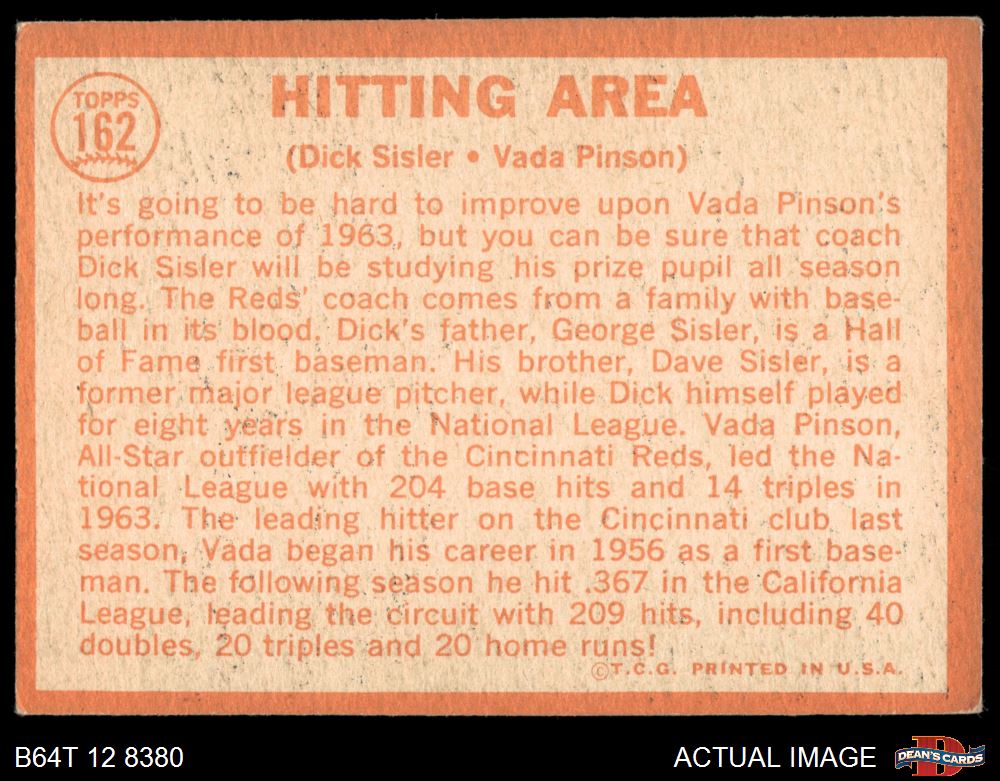 TOPPS
162
HITTING AREA
(Dick Sisler • Vada Pinson)
It's going to be hard to improve upon Vada Pinson's
performance of 1963, but you can be sure that coach
Dick Sisler will be studying his prize pupil all season
long. The Reds' coach comes from a family with base-
ball in its blood. Dick's father, George Sisler, is a Hall
of Fame first baseman. His brother, Dave Sisler, is a
former major league pitcher, while Dick himself played
for eight years in the National League. Vada Pinson,
All-Star outfielder of the Cincinnati Reds, led the Na-
tional League with 204 base hits and 14 triples in
1963. The leading hitter on the Cincinnati club last
season, Vada began his career in 1956 as a first base-
man. The following season he hit .367 in the California
League, leading the circuit with 209 hits, including 40
doubles, 20 triples and 20 home runs!
©T.C.G. PRINTED IN U.S.A.
B64T 12 8380
ACTUAL IMAGE
D
DEAN'S CARDS